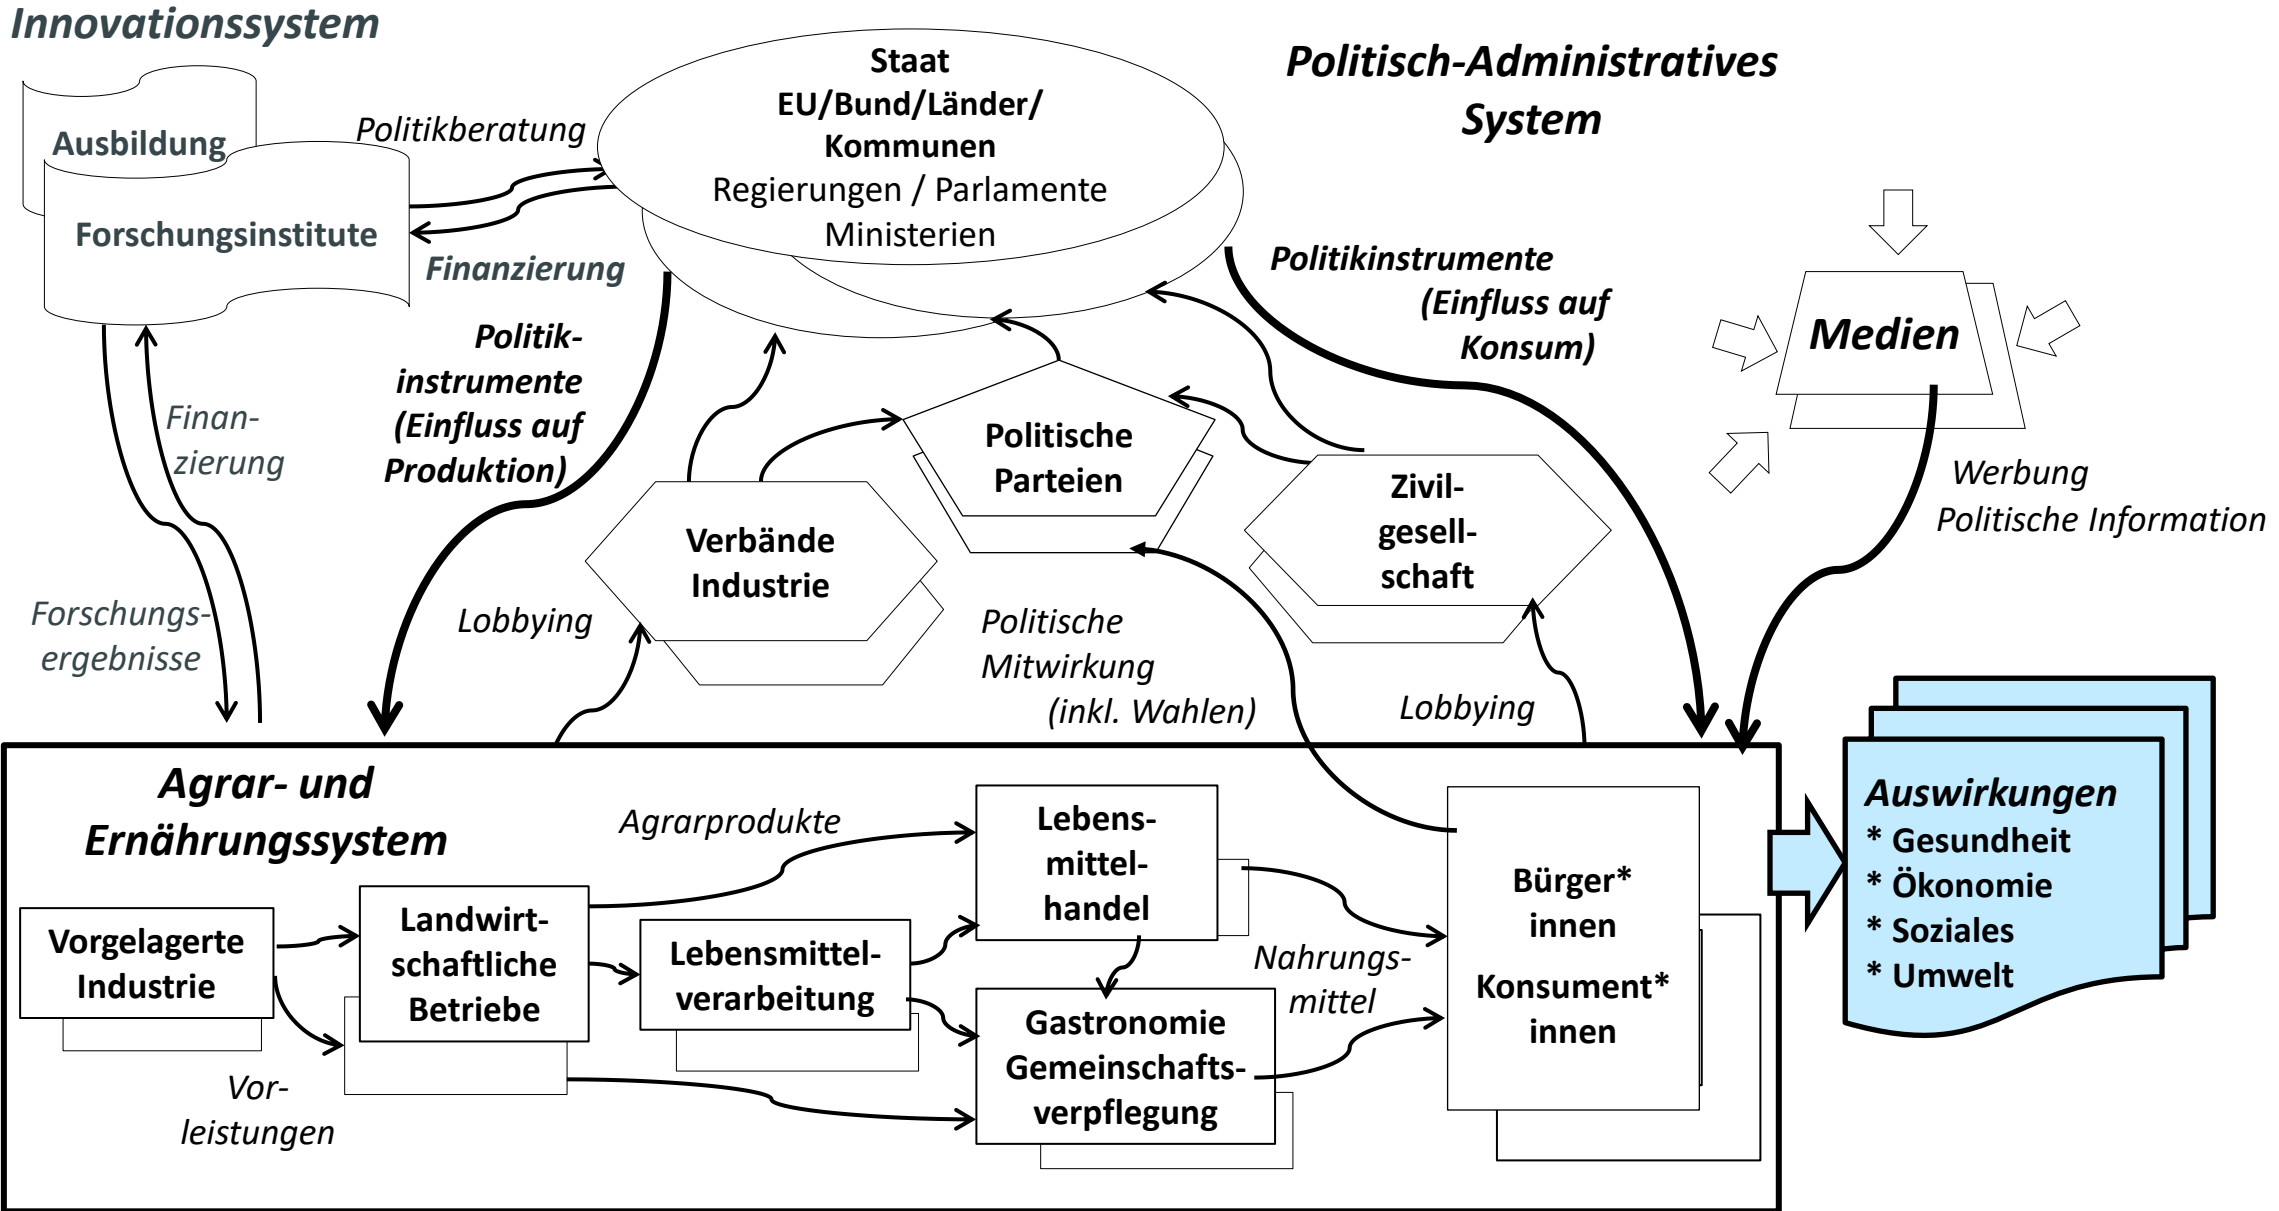 Innovationssystem
Ausbildung
Forschungsinstitute
Politikberatung
Finanzierung
Staat
EU/Bund/Länder/
Kommunen
Regierungen / Parlamente
Ministerien
Politisch-Administratives
System
Politik-
instrumente
(Einfluss auf
Produktion)
Politikinstrumente
(Einfluss auf
Konsum)
Medien
Werbung
Politische Information
Finan-
zierung
Forschungs-
ergebnisse
Lobbying
Verbände
Industrie
Politische
Parteien
Zivil-
gesell-
schaft
Politische
Mitwirkung
(inkl. Wahlen)
Lobbying
Agrar- und
Ernährungssystem
Vorgelagerte
Industrie
Vor-
leistungen
Landwirt-
schaftliche
Betriebe
Agrarprodukte
Lebensmittel-
verarbeitung
Lebens-
mittel-
handel
Gastronomie
Gemeinschafts-
verpflegung
Nahrungs-
mittel
Bürger*
innen
Konsument*
innen
Auswirkungen
* Gesundheit
* Ökonomie
* Soziales
* Umwelt